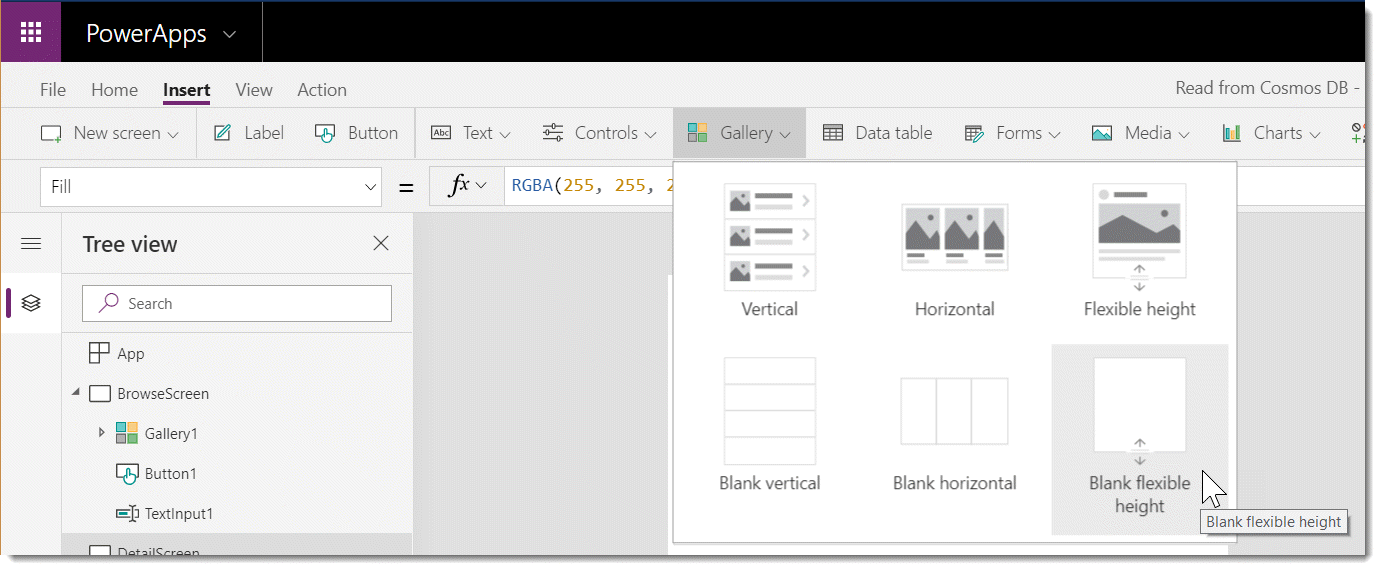 PowerApps
File Home Insert View Action
Read from Cosmos DB -
New screen Label Button Abc Text Controls Gallery Data table Forms Media Charts
Fill = fx RGBA(255, 255, 2
Tree view
Search
App
BrowseScreen
Gallery1
Button1
TextInput1
DetailScreen
Vertical Horizontal Flexible height
Blank vertical Blank horizontal Blank flexible
height
Blank flexible height